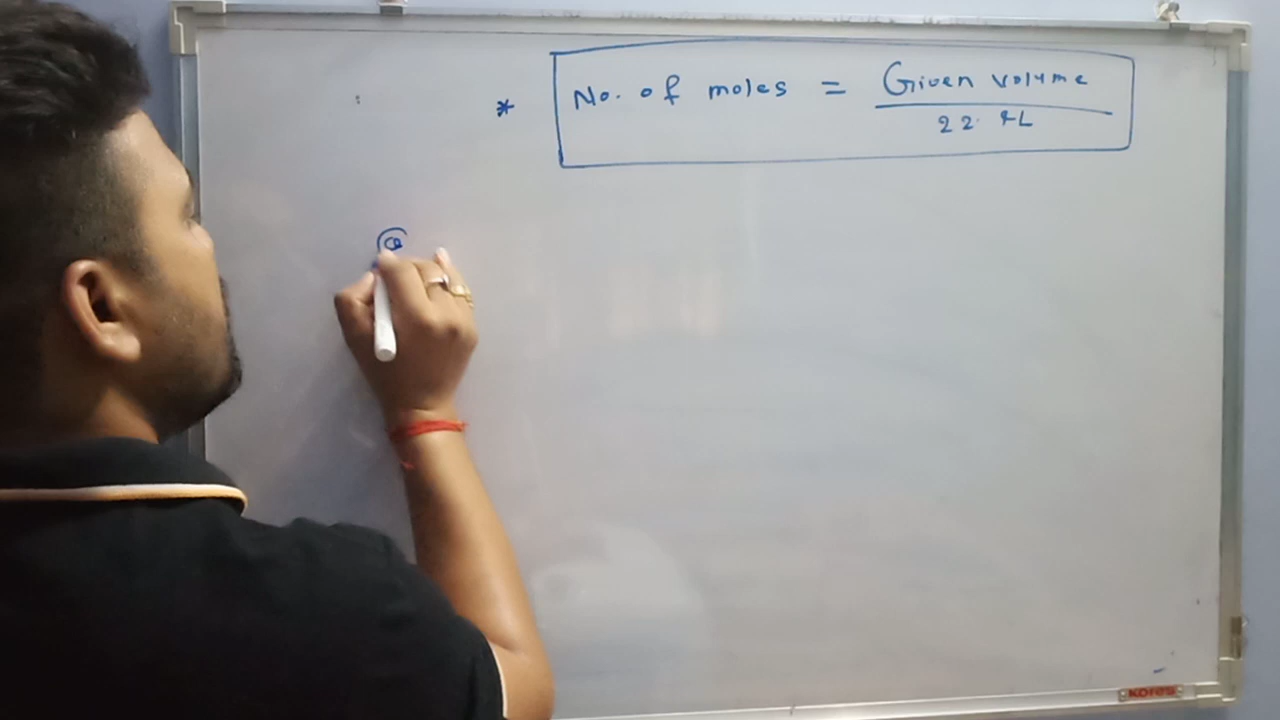 * No. of moles = Given volume
22.4L
@
KORES